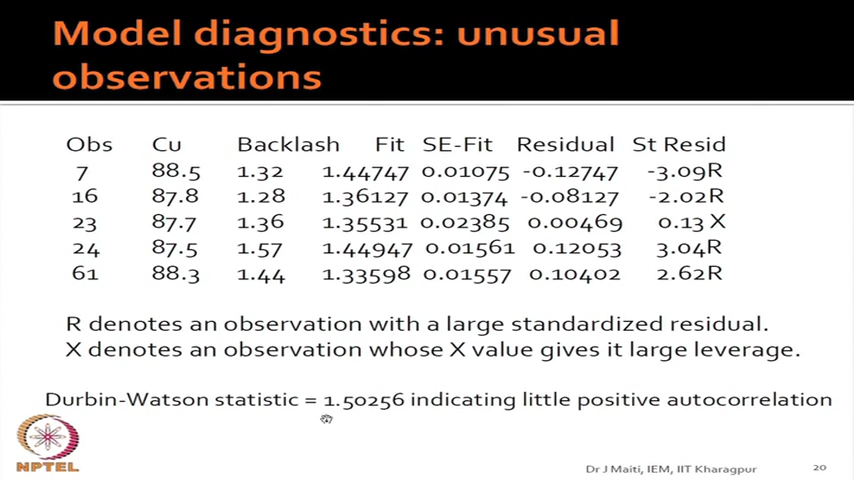 Model diagnostics: unusual
observations
Obs Cu Backlash Fit SE-Fit Residual St Resid
7 88.5 1.32 1.44747 0.01075 -0.12747 -3.09R
16 87.8 1.28 1.36127 0.01374 -0.08127 -2.02R
23 87.7 1.36 1.35531 0.02385 0.00469 0.13 X
24 87.5 1.57 1.44947 0.01561 0.12053 3.04R
61 88.3 1.44 1.33598 0.01557 0.10402 2.62R
R denotes an observation with a large standardized residual.
X denotes an observation whose X value gives it large leverage.
Durbin-Watson statistic = 1.50256 indicating little positive autocorrelation
NPTEL
Dr J Maiti, IEM, IIT Kharagpur
20